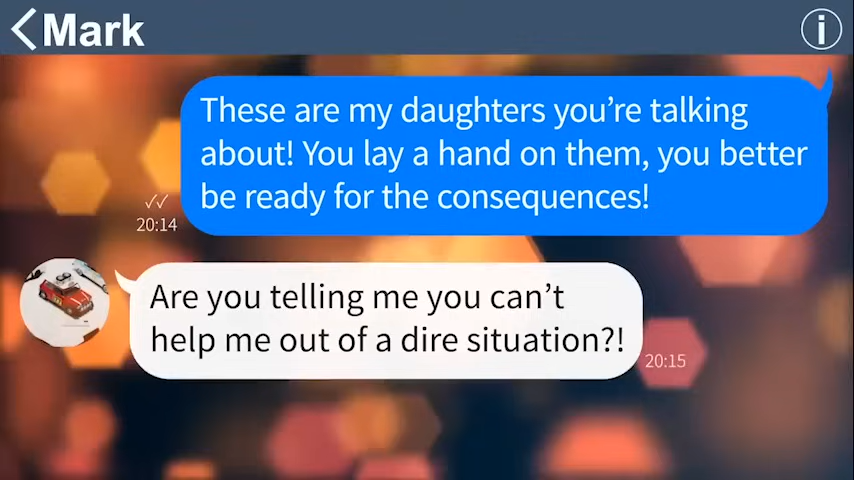 Mark
These are my daughters you’re talking
about! You lay a hand on them, you better
be ready for the consequences!
20:14
Are you telling me you can’t
help me out of a dire situation?!
20:15